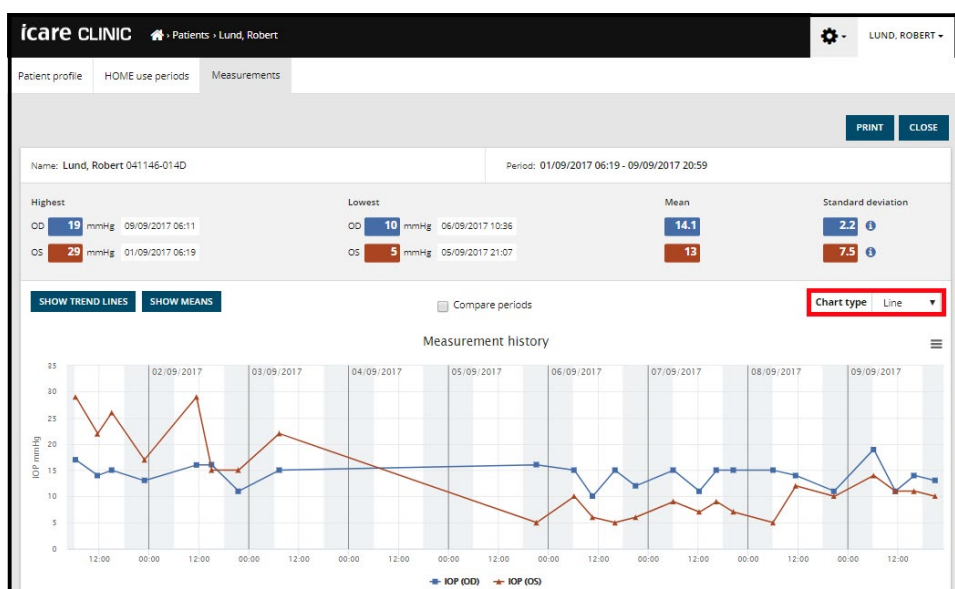 icare CLINIC › Patients › Lund, Robert LUND, ROBERT
Patient profile HOME use periods Measurements
PRINT CLOSE
Name: Lund, Robert 041146-014D Period: 01/09/2017 06:19 - 09/09/2017 20:59
Highest Lowest Mean Standard deviation
OD 19 mmHg 09/09/2017 06:11 OD 10 mmHg 06/09/2017 10:36 14.1 2.2
OS 29 mmHg 01/09/2017 06:19 OS 5 mmHg 05/09/2017 21:07 13 7.5
SHOW TREND LINES SHOW MEANS Compare periods Chart type Line
Measurement history
35 02/09/2017 03/09/2017 04/09/2017 05/09/2017 06/09/2017 07/09/2017 08/09/2017 09/09/2017
30
25
20
IOP mmHg
15
10
5
0
12:00 00:00 12:00 00:00 12:00 00:00 12:00 00:00 12:00 00:00 12:00 00:00 12:00 00:00 12:00 00:00 12:00
IOP (OD) IOP (OS)